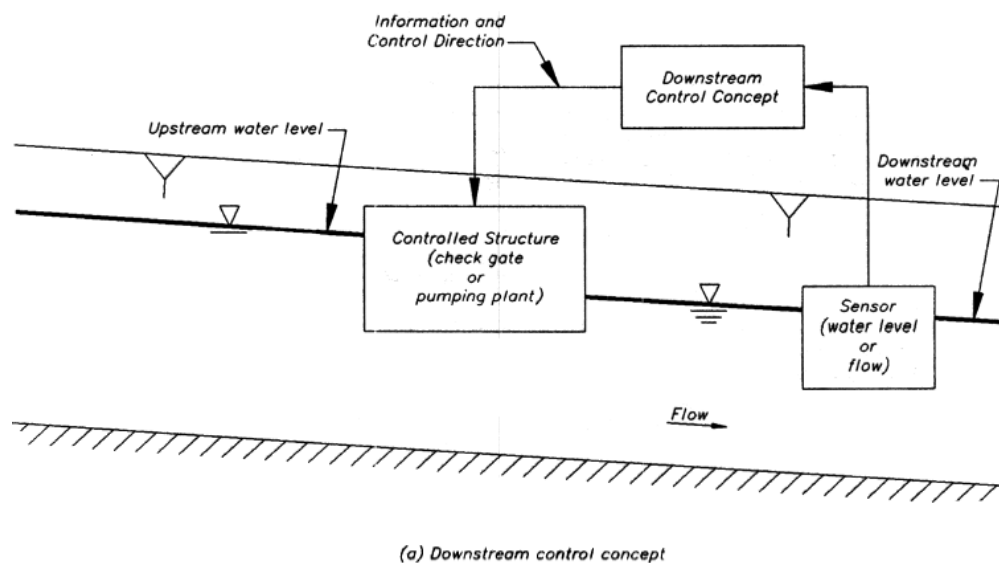 Information and
Control Direction
Downstream
Control Concept
Upstream water level
Downstream
water level
Controlled Structure
(check gate
or
pumping plant)
Sensor
(water level
or
flow)
Flow
(a) Downstream control concept